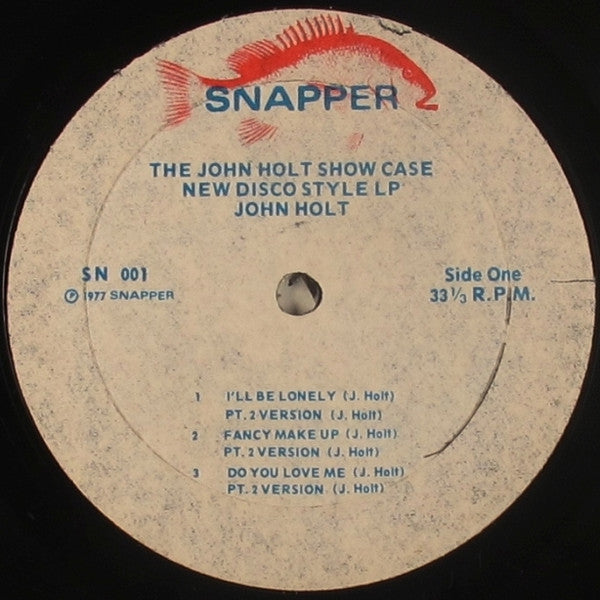 SNAPPER
THE JOHN HOLT SHOW CASE
NEW DISCO STYLE LP
JOHN HOLT
SN 001
Ⓟ 1977 SNAPPER
Side One
33⅓ R.P.M.
1 I'LL BE LONELY (J. Holt)
PT. 2 VERSION (J. Holt)
2 FANCY MAKE UP (J. Holt)
PT. 2 VERSION (J. Holt)
3 DO YOU LOVE ME (J. Holt)
PT. 2 VERSION (J. Holt)